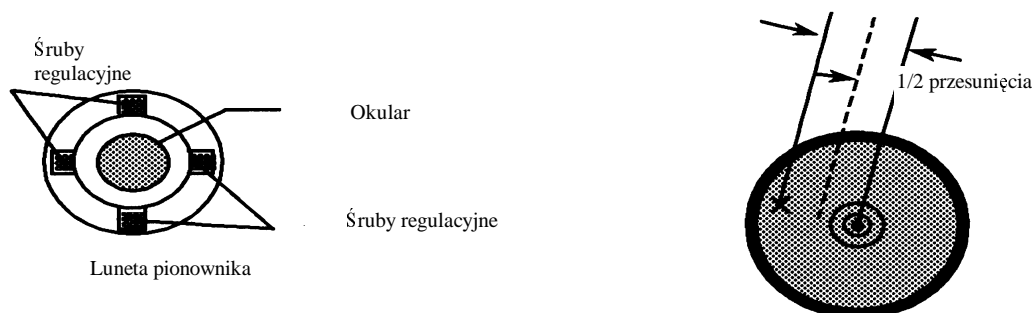 Śruby
regulacyjne
Okular
Śruby regulacyjne
Luneta pionownika
1/2 przesunięcia